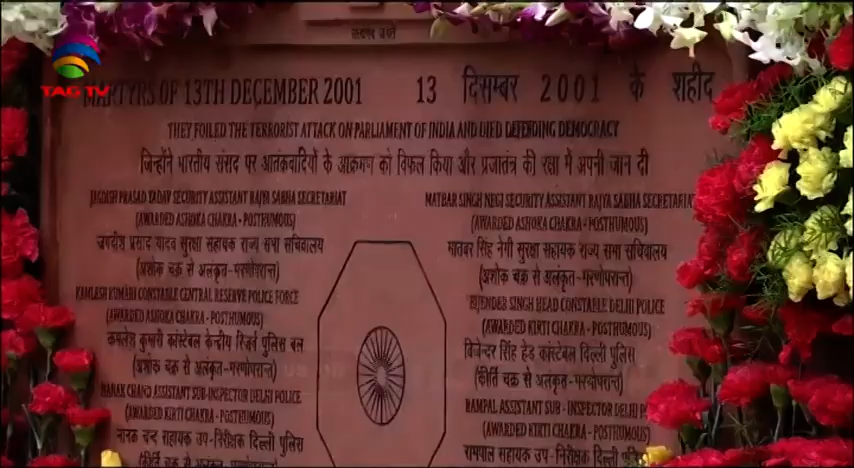 सत्यमेव जयते
TAG TV
MARTYRS OF 13TH DECEMBER 2001
13 दिसम्बर 2001 के शहीद
THEY FOILED THE TERRORIST ATTACK ON PARLIAMENT OF INDIA AND DIED DEFENDING DEMOCRACY
जिन्होंने भारतीय संसद पर आतंकवादियों के आक्रमण को विफल किया और प्रजातंत्र की रक्षा में अपनी जान दी
JAGDISH PRASAD YADAV SECURITY ASSISTANT RAJYA SABHA SECRETARIAT
(AWARDED ASHOKA CHAKRA - POSTHUMOUS)
जगदीश प्रसाद यादव सुरक्षा सहायक राज्य सभा सचिवालय
(अशोक चक्र से अलंकृत - मरणोपरान्त)
KAMLESH KUMARI CONSTABLE CENTRAL RESERVE POLICE FORCE
(AWARDED ASHOKA CHAKRA - POSTHUMOUS)
कमलेश कुमारी कांस्टेबल केन्द्रीय रिजर्व पुलिस बल
(अशोक चक्र से अलंकृत - मरणोपरान्त)
NANAK CHAND ASSISTANT SUB-INSPECTOR DELHI POLICE
(AWARDED KIRTI CHAKRA - POSTHUMOUS)
नानक चन्द सहायक उप-निरीक्षक दिल्ली पुलिस
(कीर्ति चक्र से अलंकृत - मरणोपरान्त)
MATBAR SINGH NEGI SECURITY ASSISTANT RAJYA SABHA SECRETARIAT
(AWARDED ASHOKA CHAKRA - POSTHUMOUS)
मातबर सिंह नेगी सुरक्षा सहायक राज्य सभा सचिवालय
(अशोक चक्र से अलंकृत - मरणोपरान्त)
BIJENDER SINGH HEAD CONSTABLE DELHI POLICE
(AWARDED KIRTI CHAKRA - POSTHUMOUS)
विजेन्दर सिंह हेड कांस्टेबल दिल्ली पुलिस
(कीर्ति चक्र से अलंकृत - मरणोपरान्त)
RAMPAL ASSISTANT SUB-INSPECTOR DELHI
(AWARDED KIRTI CHAKRA - POSTHUMOUS)
रामपाल सहायक उप-निरीक्षक दिल्ली